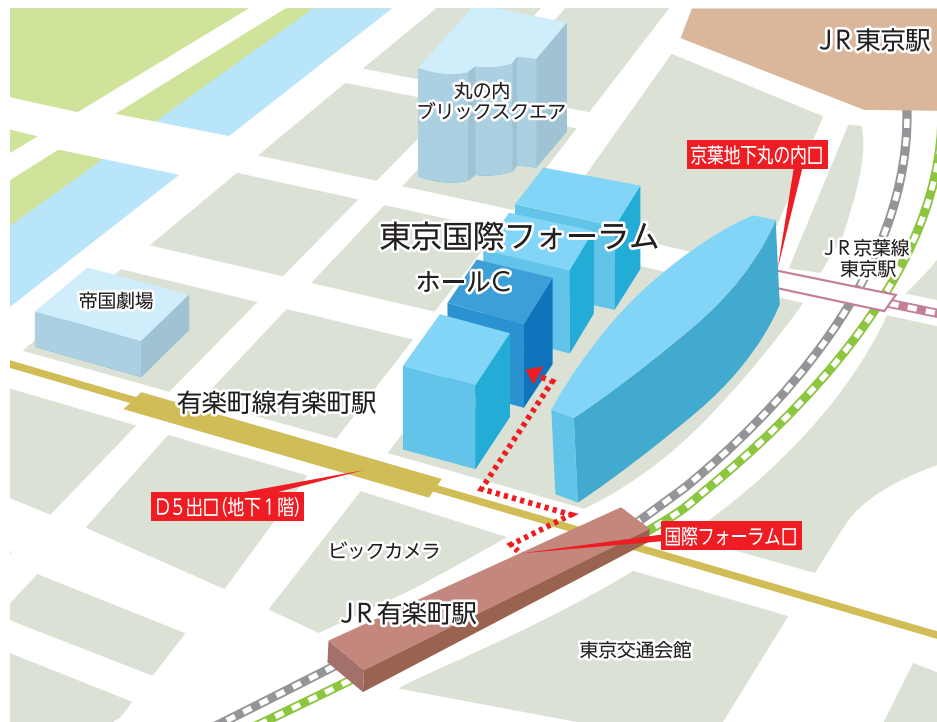 JR東京駅
丸の内
ブリックスクエア
京葉地下丸の内口
東京国際フォーラム
ホールC
JR京葉線
東京駅
帝国劇場
有楽町線有楽町駅
D5出口(地下1階)
国際フォーラム口
ビックカメラ
JR有楽町駅
東京交通会館